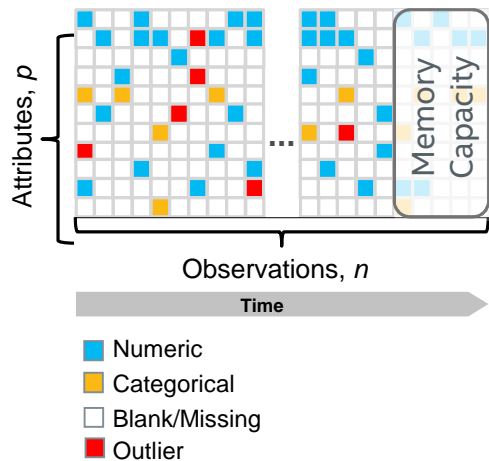 Attributes, p
...
Memory
Capacity
Observations, n
Time
Numeric
Categorical
Blank/Missing
Outlier